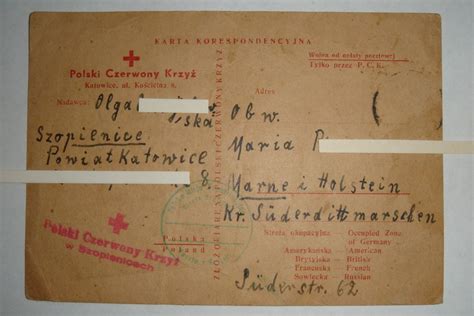 KARTA KORESPONDENCYJNA
Polski Czerwony Krzyż
Katowice, ul. Kościelna 8.
Nadawca: Olga
ska
Szopienice
Powiat Katowice
8.
Polski Czerwony Krzyż
w Szopienicach
Polska
Poland
Wolna od opłaty pocztowej
Tylko przez P. C. K.
Adres
Obw.
Maria
Marne i Holstein
Kr. Süderdithmarschen
Strefa okupacyjna Occupied Zone
of Germany
Amerykańska — American
Brytyjska — British
Francuska — French
Sowiecka — Russian
Süderstr. 62